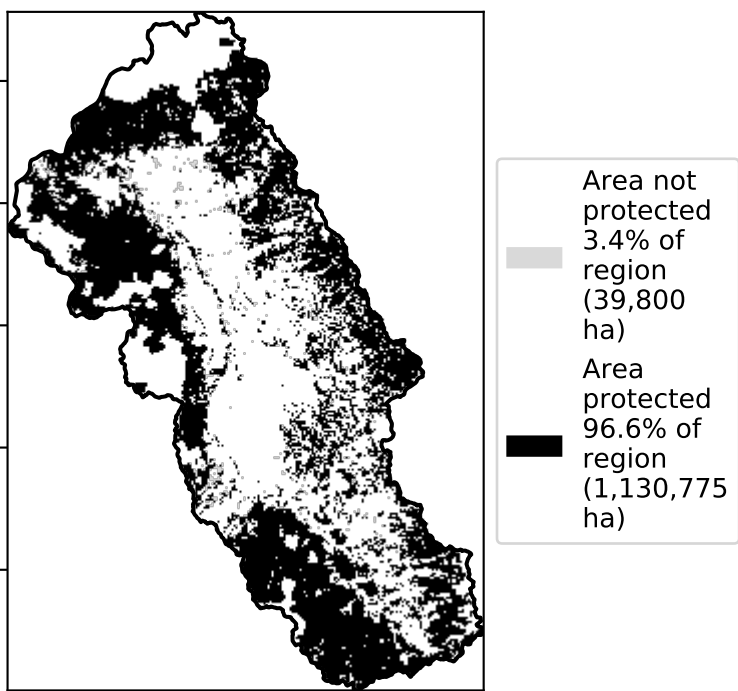 Area not
protected
3.4% of
region
(39,800
ha)
Area
protected
96.6% of
region
(1,130,775
ha)